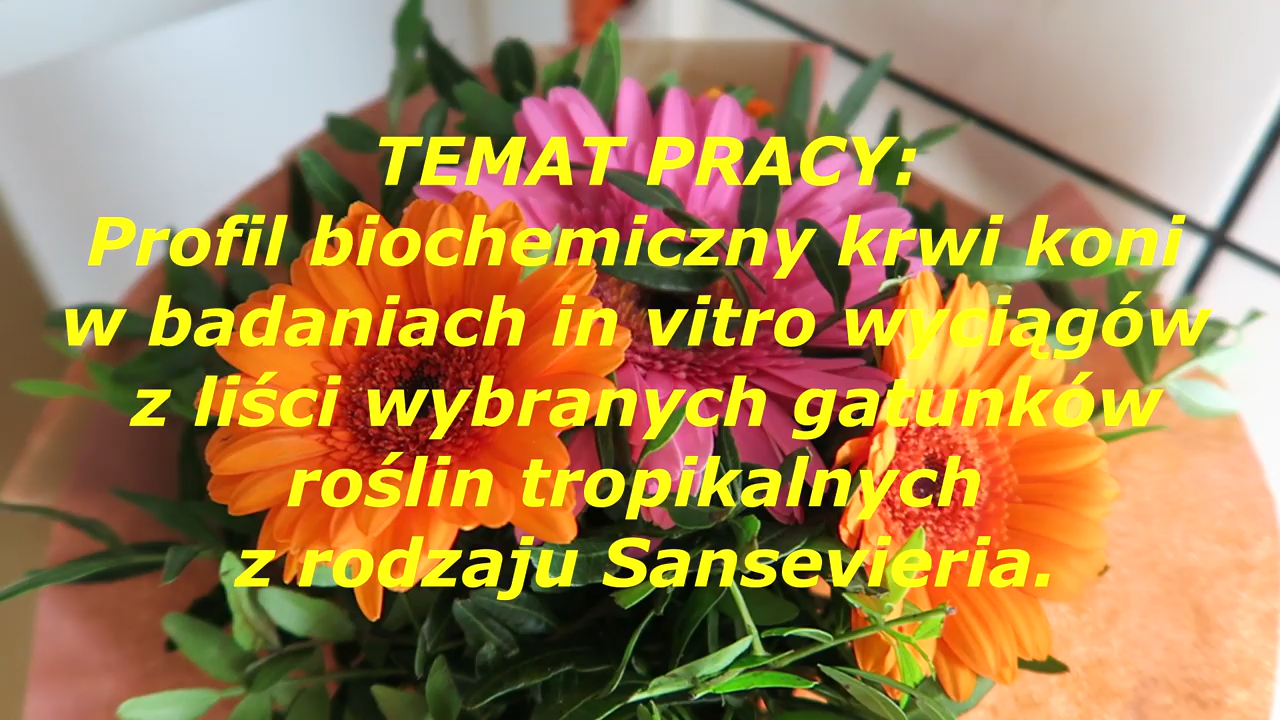 TEMAT PRACY:
Profil biochemiczny krwi koni
w badaniach in vitro wyciągów
z liści wybranych gatunków
roślin tropikalnych
z rodzaju Sansevieria.